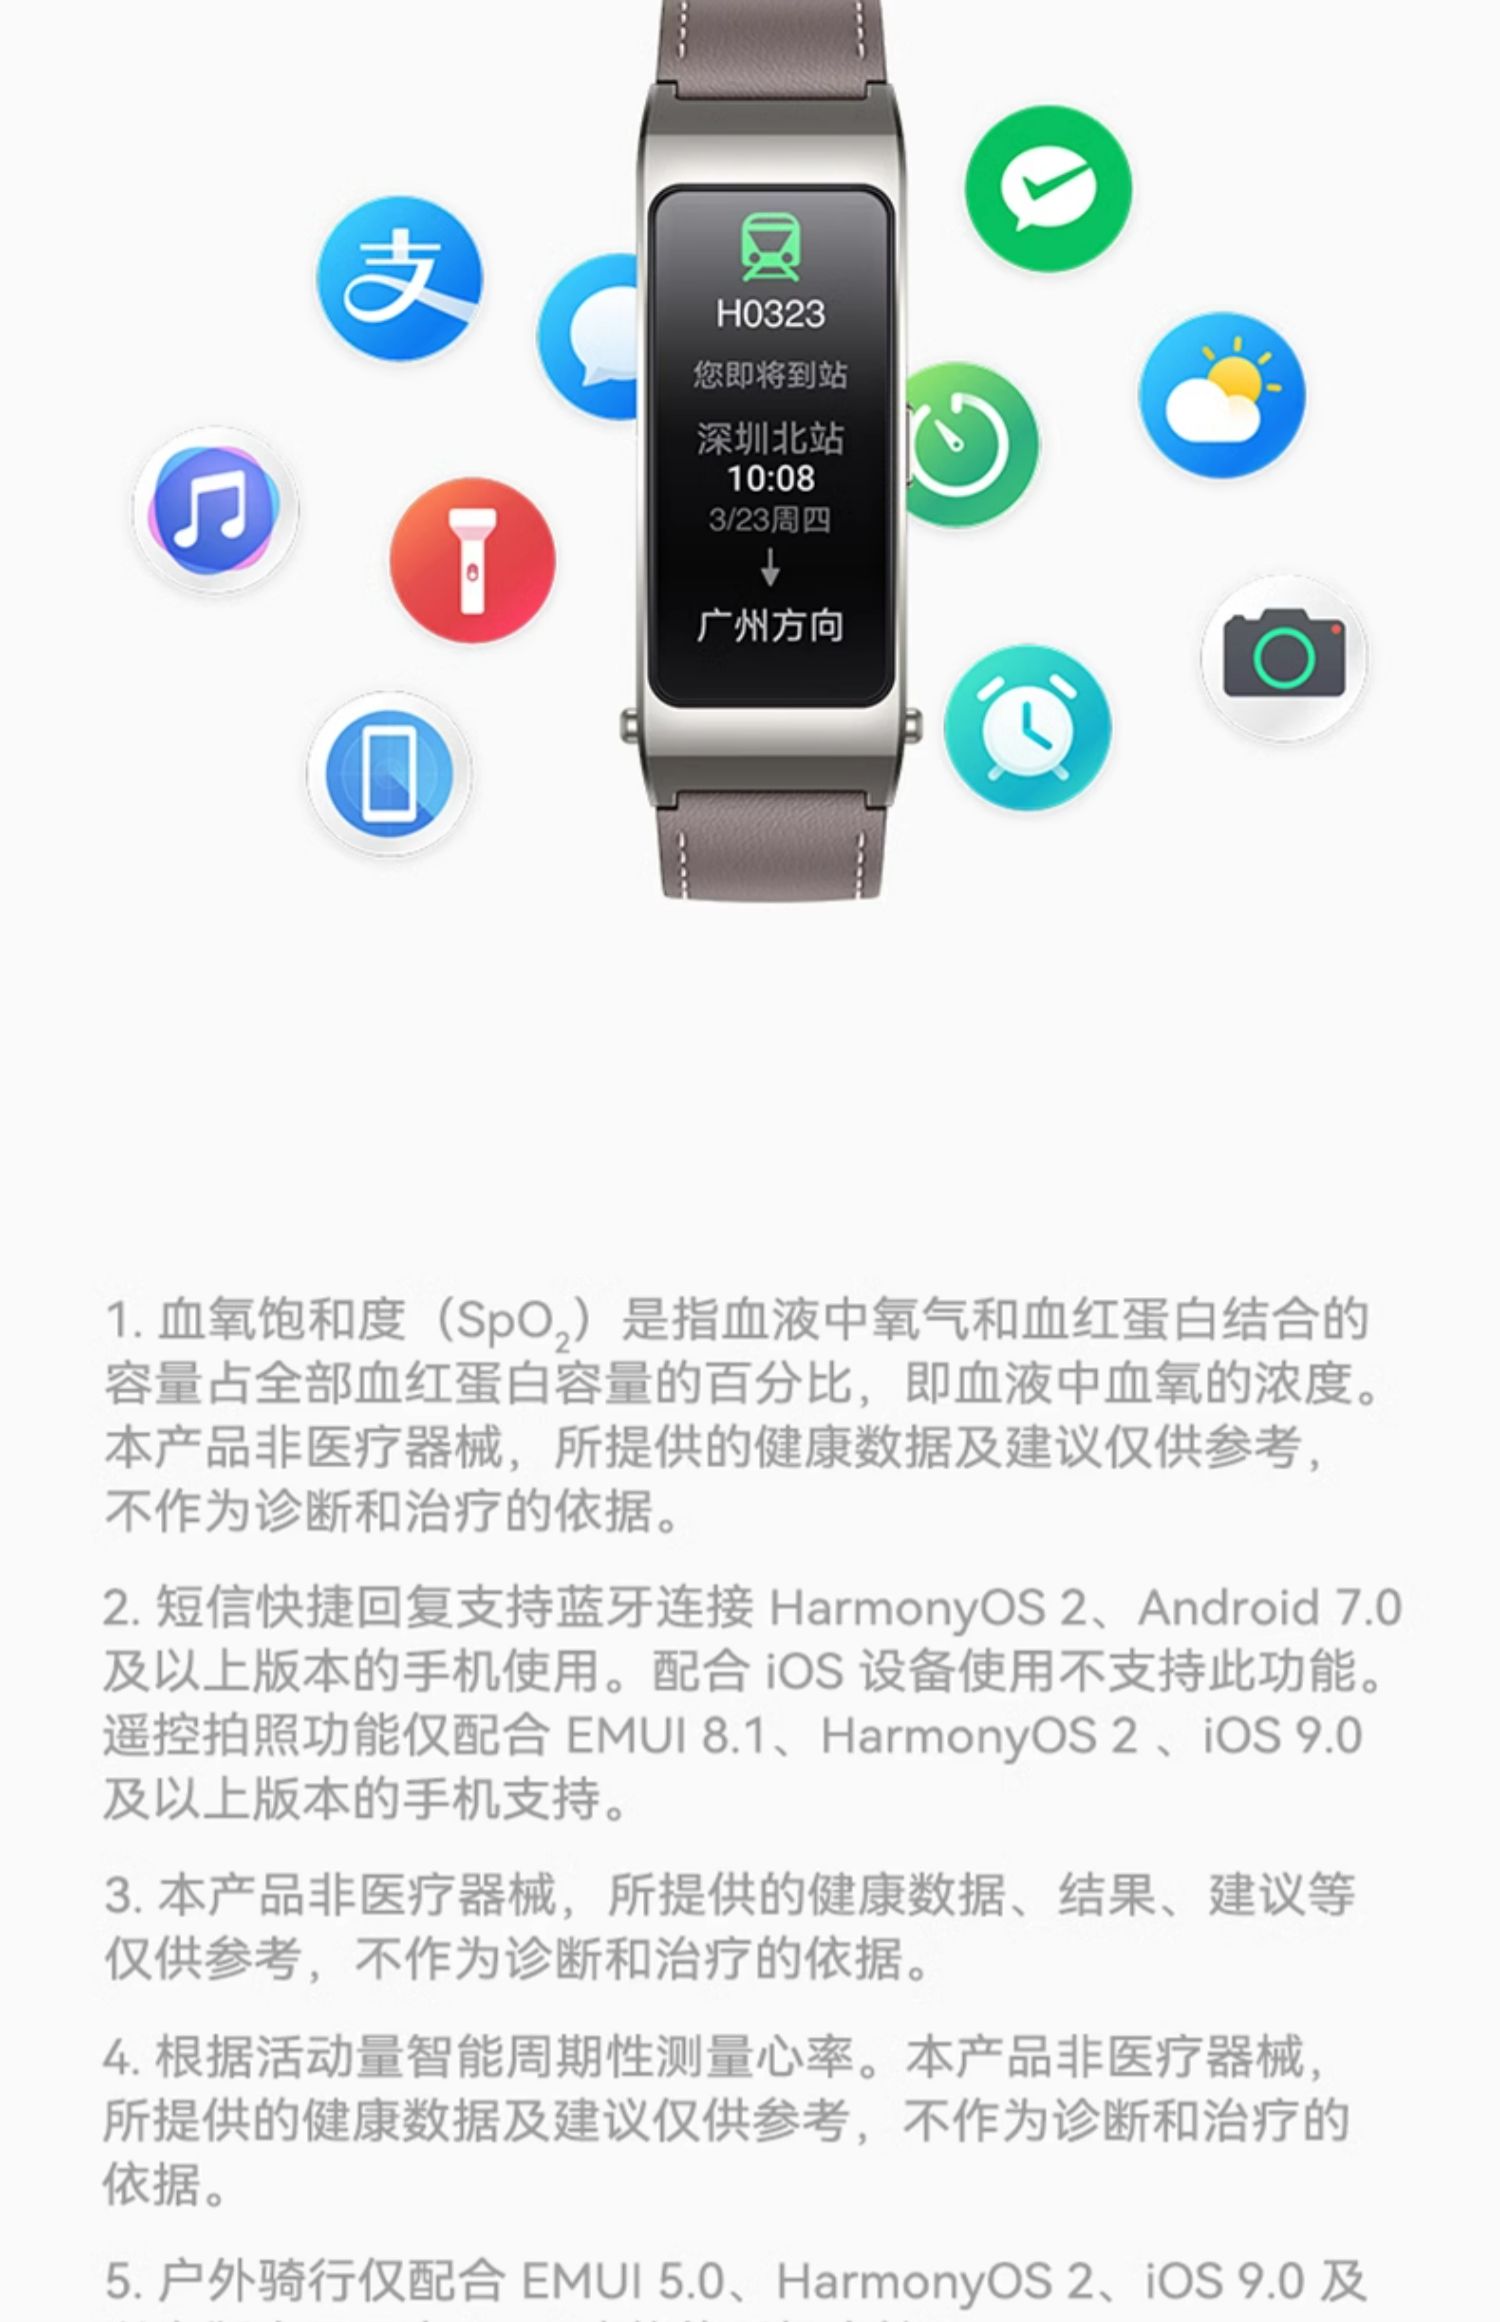 H0323
您即将到站
深圳北站
10:08
3/23周四
广州方向
1. 血氧饱和度（SpO₂）是指血液中氧气和血红蛋白结合的
容量占全部血红蛋白容量的百分比，即血液中血氧的浓度。
本产品非医疗器械，所提供的健康数据及建议仅供参考，
不作为诊断和治疗的依据。
2. 短信快捷回复支持蓝牙连接 HarmonyOS 2、Android 7.0
及以上版本的手机使用。配合 iOS 设备使用不支持此功能。
遥控拍照功能仅配合 EMUI 8.1、HarmonyOS 2 、iOS 9.0
及以上版本的手机支持。
3. 本产品非医疗器械，所提供的健康数据、结果、建议等
仅供参考，不作为诊断和治疗的依据。
4. 根据活动量智能周期性测量心率。本产品非医疗器械，
所提供的健康数据及建议仅供参考，不作为诊断和治疗的
依据。
5. 户外骑行仅配合 EMUI 5.0、HarmonyOS 2、iOS 9.0 及